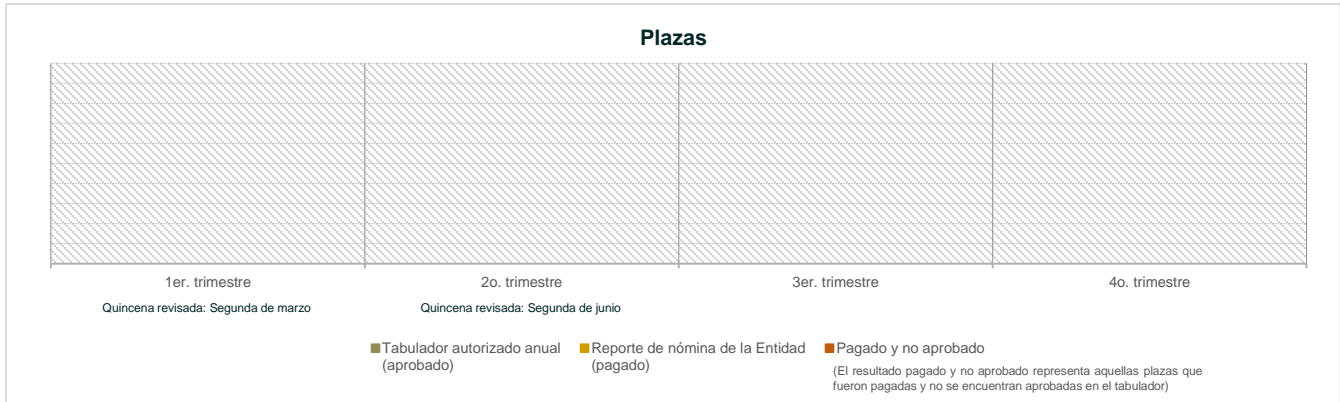 Plazas
1er. trimestre
2o. trimestre
3er. trimestre
4o. trimestre
Quincena revisada: Segunda de marzo
Quincena revisada: Segunda de junio
Tabulador autorizado anual
(aprobado)
Reporte de nómina de la Entidad
(pagado)
Pagado y no aprobado
(El resultado pagado y no aprobado representa aquellas plazas que
fueron pagadas y no se encuentran aprobadas en el tabulador)